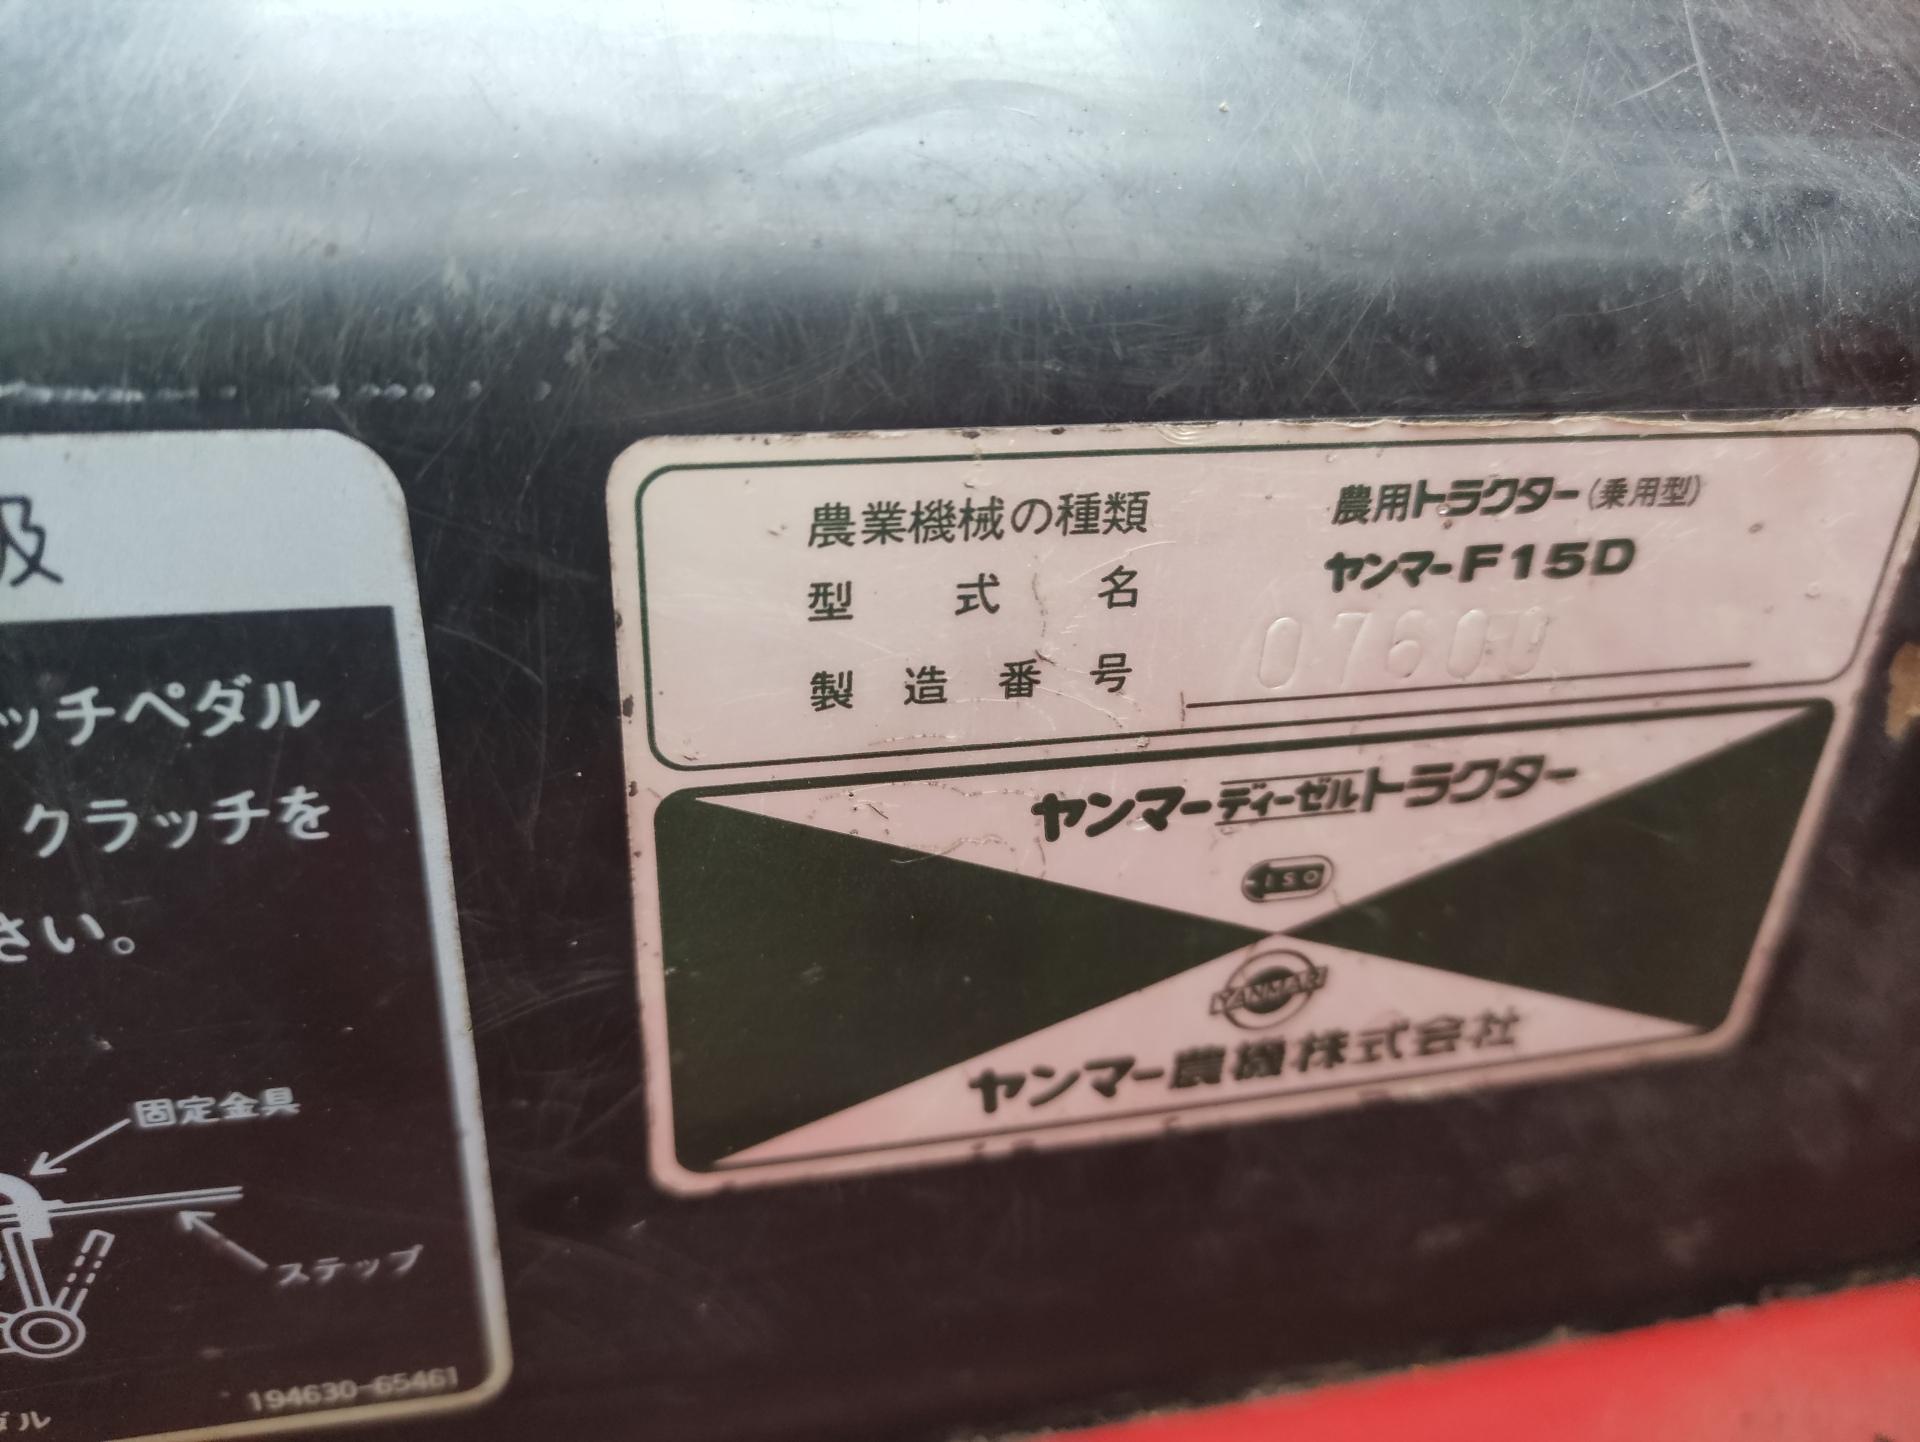 及
ッチペダル
クラッチを
さい。
固定金具
ステップ
194630-65461
ダル
農業機械の種類 農用トラクター(乗用型)
型式名 ヤンマーF15D
製造番号 07600
ヤンマーディーゼルトラクター
ISO
YANMAR
ヤンマー農機株式会社